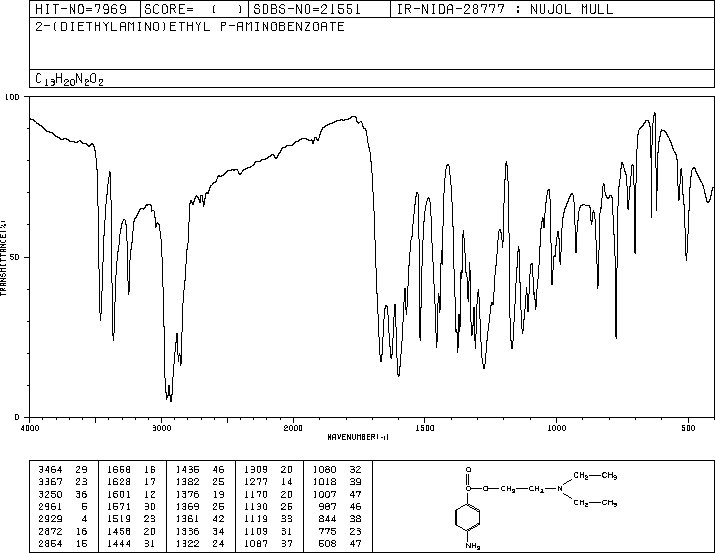 HIT-NO=7969 SCORE= ( ) SDBS-NO=21551 IR-NIDA-28777 : NUJOL MULL
2-(DIETHYLAMINO)ETHYL P-AMINOBENZOATE
C13H20N2O2
100
50
0
TRANSMITTANCE(%)
4000 3000 2000 1500 1000 500
WAVENUMBER(-1)
3464 29 1668 16 1436 46 1309 20 1080 32
3367 23 1628 17 1382 25 1277 14 1018 39
3250 36 1601 12 1376 19 1170 20 1007 47
2961 5 1571 30 1369 25 1130 25 987 46
2929 4 1519 23 1361 42 1119 33 844 38
2872 16 1458 20 1336 34 1109 31 775 23
2854 15 1444 31 1322 24 1087 37 508 47
O
CH2—CH3
C—O—CH2—CH2—N
CH2—CH3
NH2